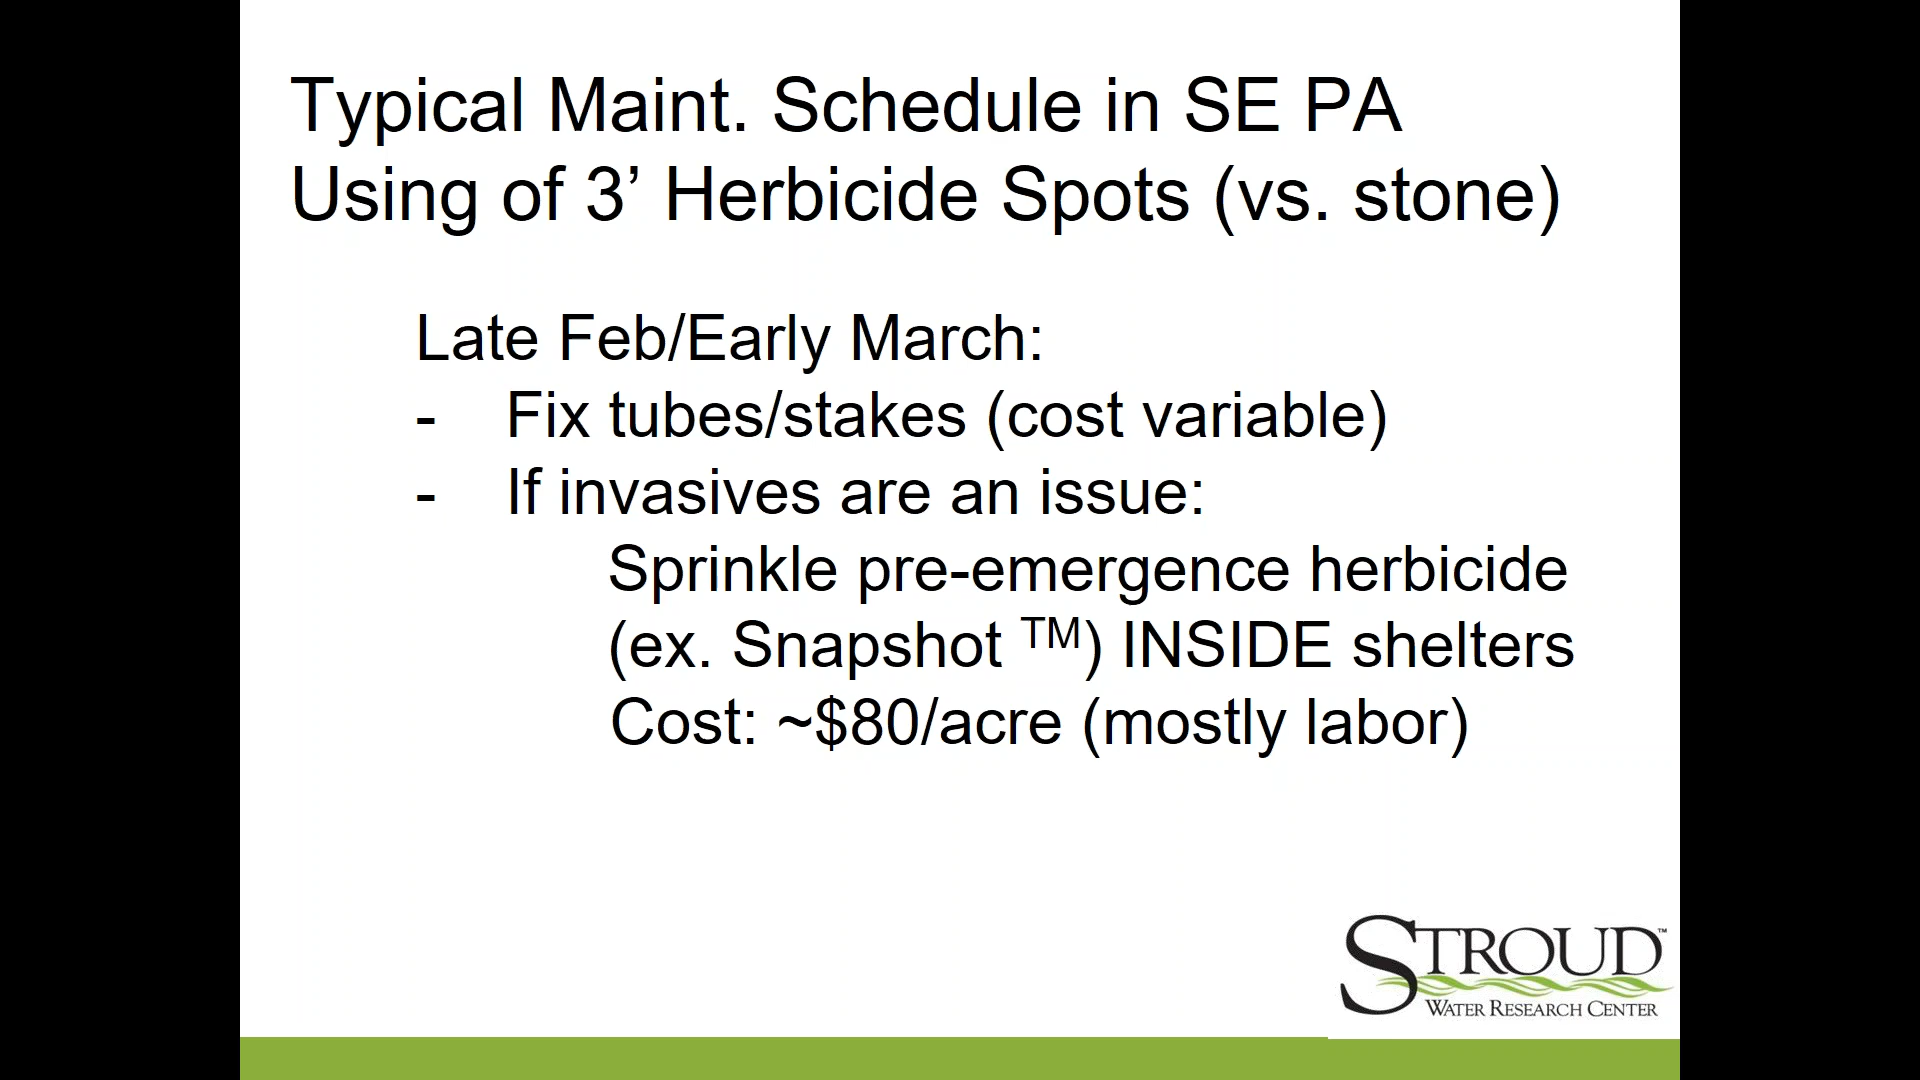 Typical Maint. Schedule in SE PA
Using of 3’ Herbicide Spots (vs. stone)
Late Feb/Early March:
- Fix tubes/stakes (cost variable)
- If invasives are an issue:
Sprinkle pre-emergence herbicide
(ex. Snapshot ™) INSIDE shelters
Cost: ~$80/acre (mostly labor)
STROUD™
WATER RESEARCH CENTER